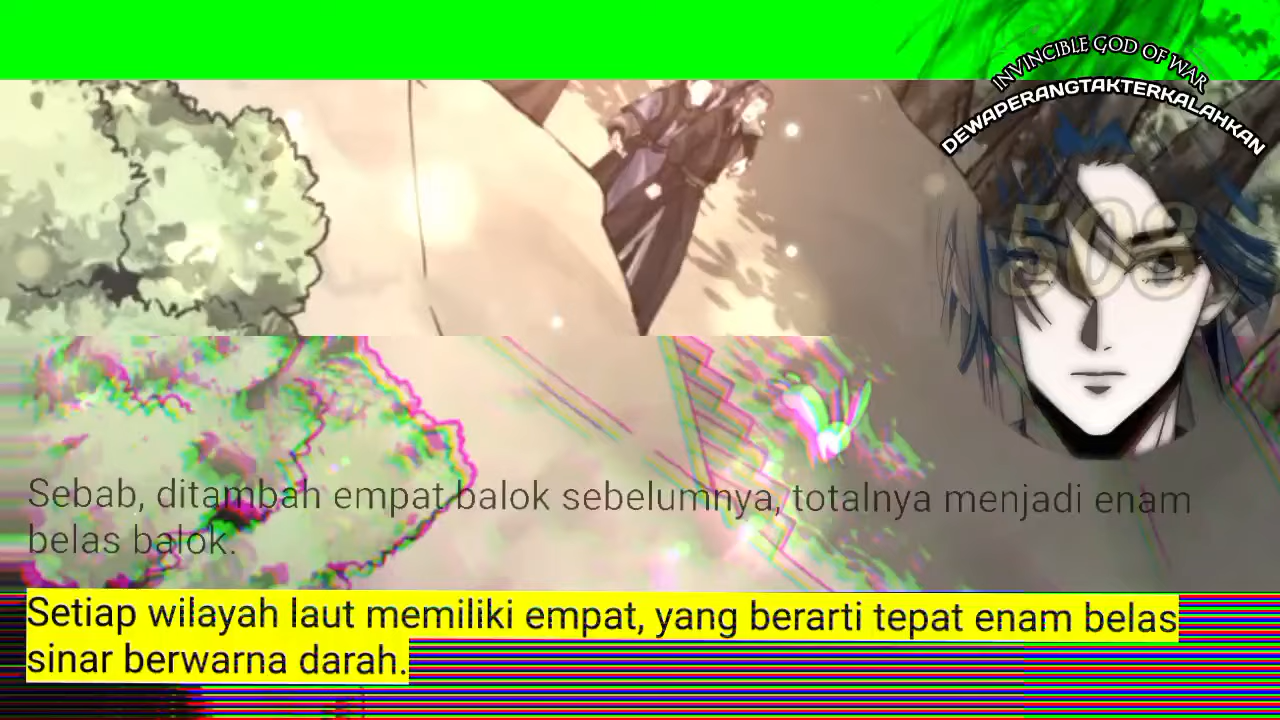 INVINCIBLE GOD OF WAR
DEWAPERANGTAKTERKALAHKAN
503
Sebab, ditambah empat balok sebelumnya, totalnya menjadi enam
belas balok.
Setiap wilayah laut memiliki empat, yang berarti tepat enam belas
sinar berwarna darah.